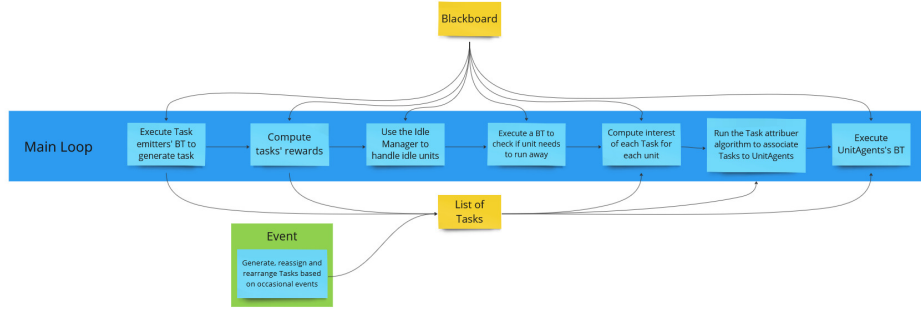 Blackboard
Main Loop
Execute Task
emitters' BT to
generate task
Compute
tasks' rewards
Use the Idle
Manager to
handle idle units
Execute a BT to
check if unit needs
to run away
Compute interest
of each Task for
each unit
Run the Task attribuer
algorithm to associate
Tasks to UnitAgents
Execute
UnitAgents's BT
List of
Tasks
Event
Generate, reassign and
rearrange Tasks based
on occasional events